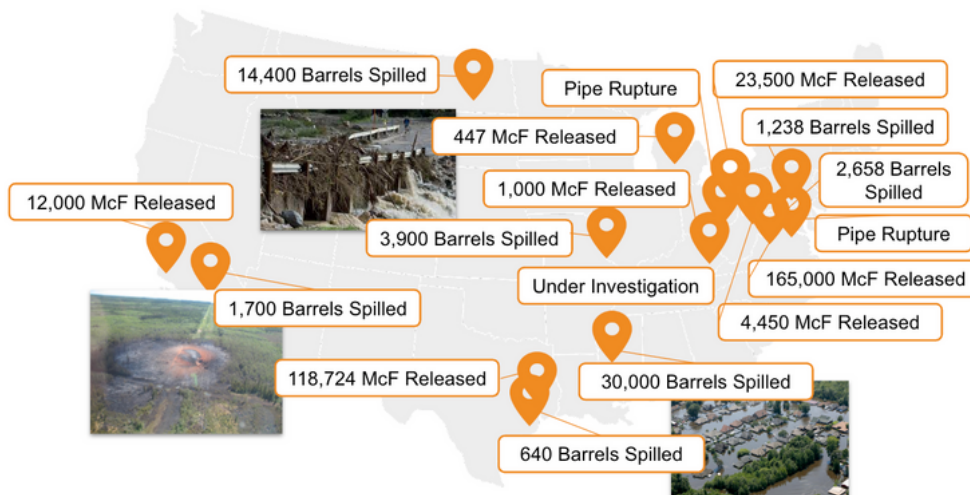 14,400 Barrels Spilled
Pipe Rupture
23,500 McF Released
447 McF Released
1,238 Barrels Spilled
1,000 McF Released
2,658 Barrels
Spilled
12,000 McF Released
3,900 Barrels Spilled
Pipe Rupture
Under Investigation
165,000 McF Released
1,700 Barrels Spilled
4,450 McF Released
118,724 McF Released
30,000 Barrels Spilled
640 Barrels Spilled